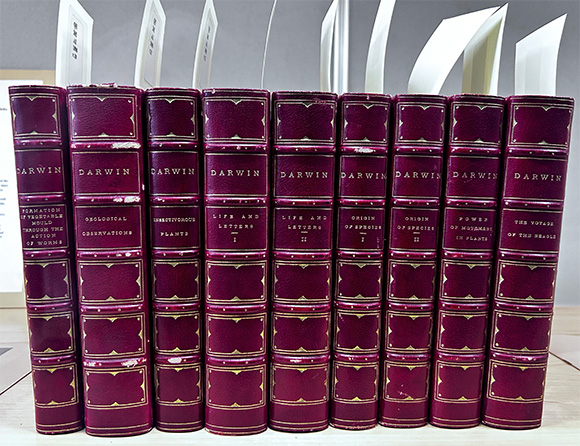 DARWIN
FORMATION
OF VEGETABLE
MOULD
THROUGH THE
ACTION
OF WORMS
DARWIN
GEOLOGICAL
OBSERVATIONS
DARWIN
INSECTIVOROUS
PLANTS
DARWIN
LIFE AND
LETTERS
I
DARWIN
LIFE AND
LETTERS
II
DARWIN
ORIGIN
OF SPECIES
I
DARWIN
ORIGIN
OF SPECIES
II
DARWIN
POWER
OF MOVEMENT
IN PLANTS
DARWIN
THE VOYAGE
OF THE BEAGLE